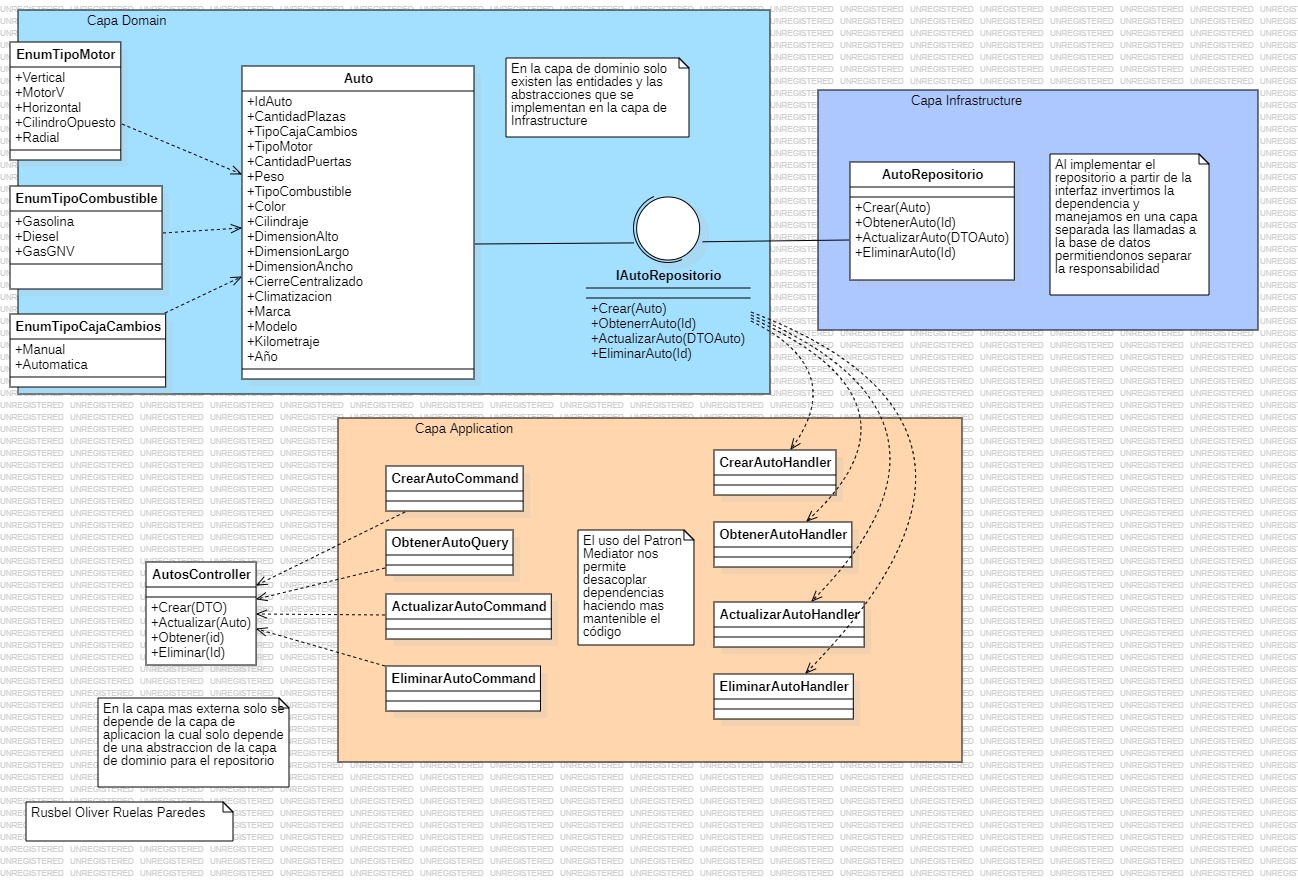 Capa Domain
EnumTipoMotor
+Vertical
+MotorV
+Horizontal
+CilindroOpuesto
+Radial
EnumTipoCombustible
+Gasolina
+Diesel
+GasGNV
EnumTipoCajaCambios
+Manual
+Automatica
Auto
+IdAuto
+CantidadPlazas
+TipoCajaCambios
+TipoMotor
+CantidadPuertas
+Peso
+TipoCombustible
+Color
+Cilindraje
+DimensionAlto
+DimensionLargo
+DimensionAncho
+CierreCentralizado
+Climatizacion
+Marca
+Modelo
+Kilometraje
+Año
En la capa de dominio solo
existen las entidades y las
abstracciones que se
implementan en la capa de
Infrastructure
IAutoRepositorio
+Crear(Auto)
+ObtenerrAuto(Id)
+ActualizarAuto(DTOAuto)
+EliminarAuto(Id)
Capa Infrastructure
AutoRepositorio
+Crear(Auto)
+ObtenerAuto(Id)
+ActualizarAuto(DTOAuto)
+EliminarAuto(Id)
Al implementar el
repositorio a partir de la
interfaz invertimos la
dependencia y
manejamos en una capa
separada las llamadas a
la base de datos
permitiendonos separar
la responsabilidad
Capa Application
CrearAutoCommand
ObtenerAutoQuery
ActualizarAutoCommand
EliminarAutoCommand
El uso del Patron
Mediator nos
permite
desacoplar
dependencias
haciendo mas
mantenible el
código
CrearAutoHandler
ObtenerAutoHandler
ActualizarAutoHandler
EliminarAutoHandler
AutosController
+Crear(DTO)
+Actualizar(Auto)
+Obtener(id)
+Eliminar(Id)
En la capa mas externa solo se
depende de la capa de
aplicacion la cual solo depende
de una abstraccion de la capa
de dominio para el repositorio
Rusbel Oliver Ruelas Paredes
UNREGISTERED